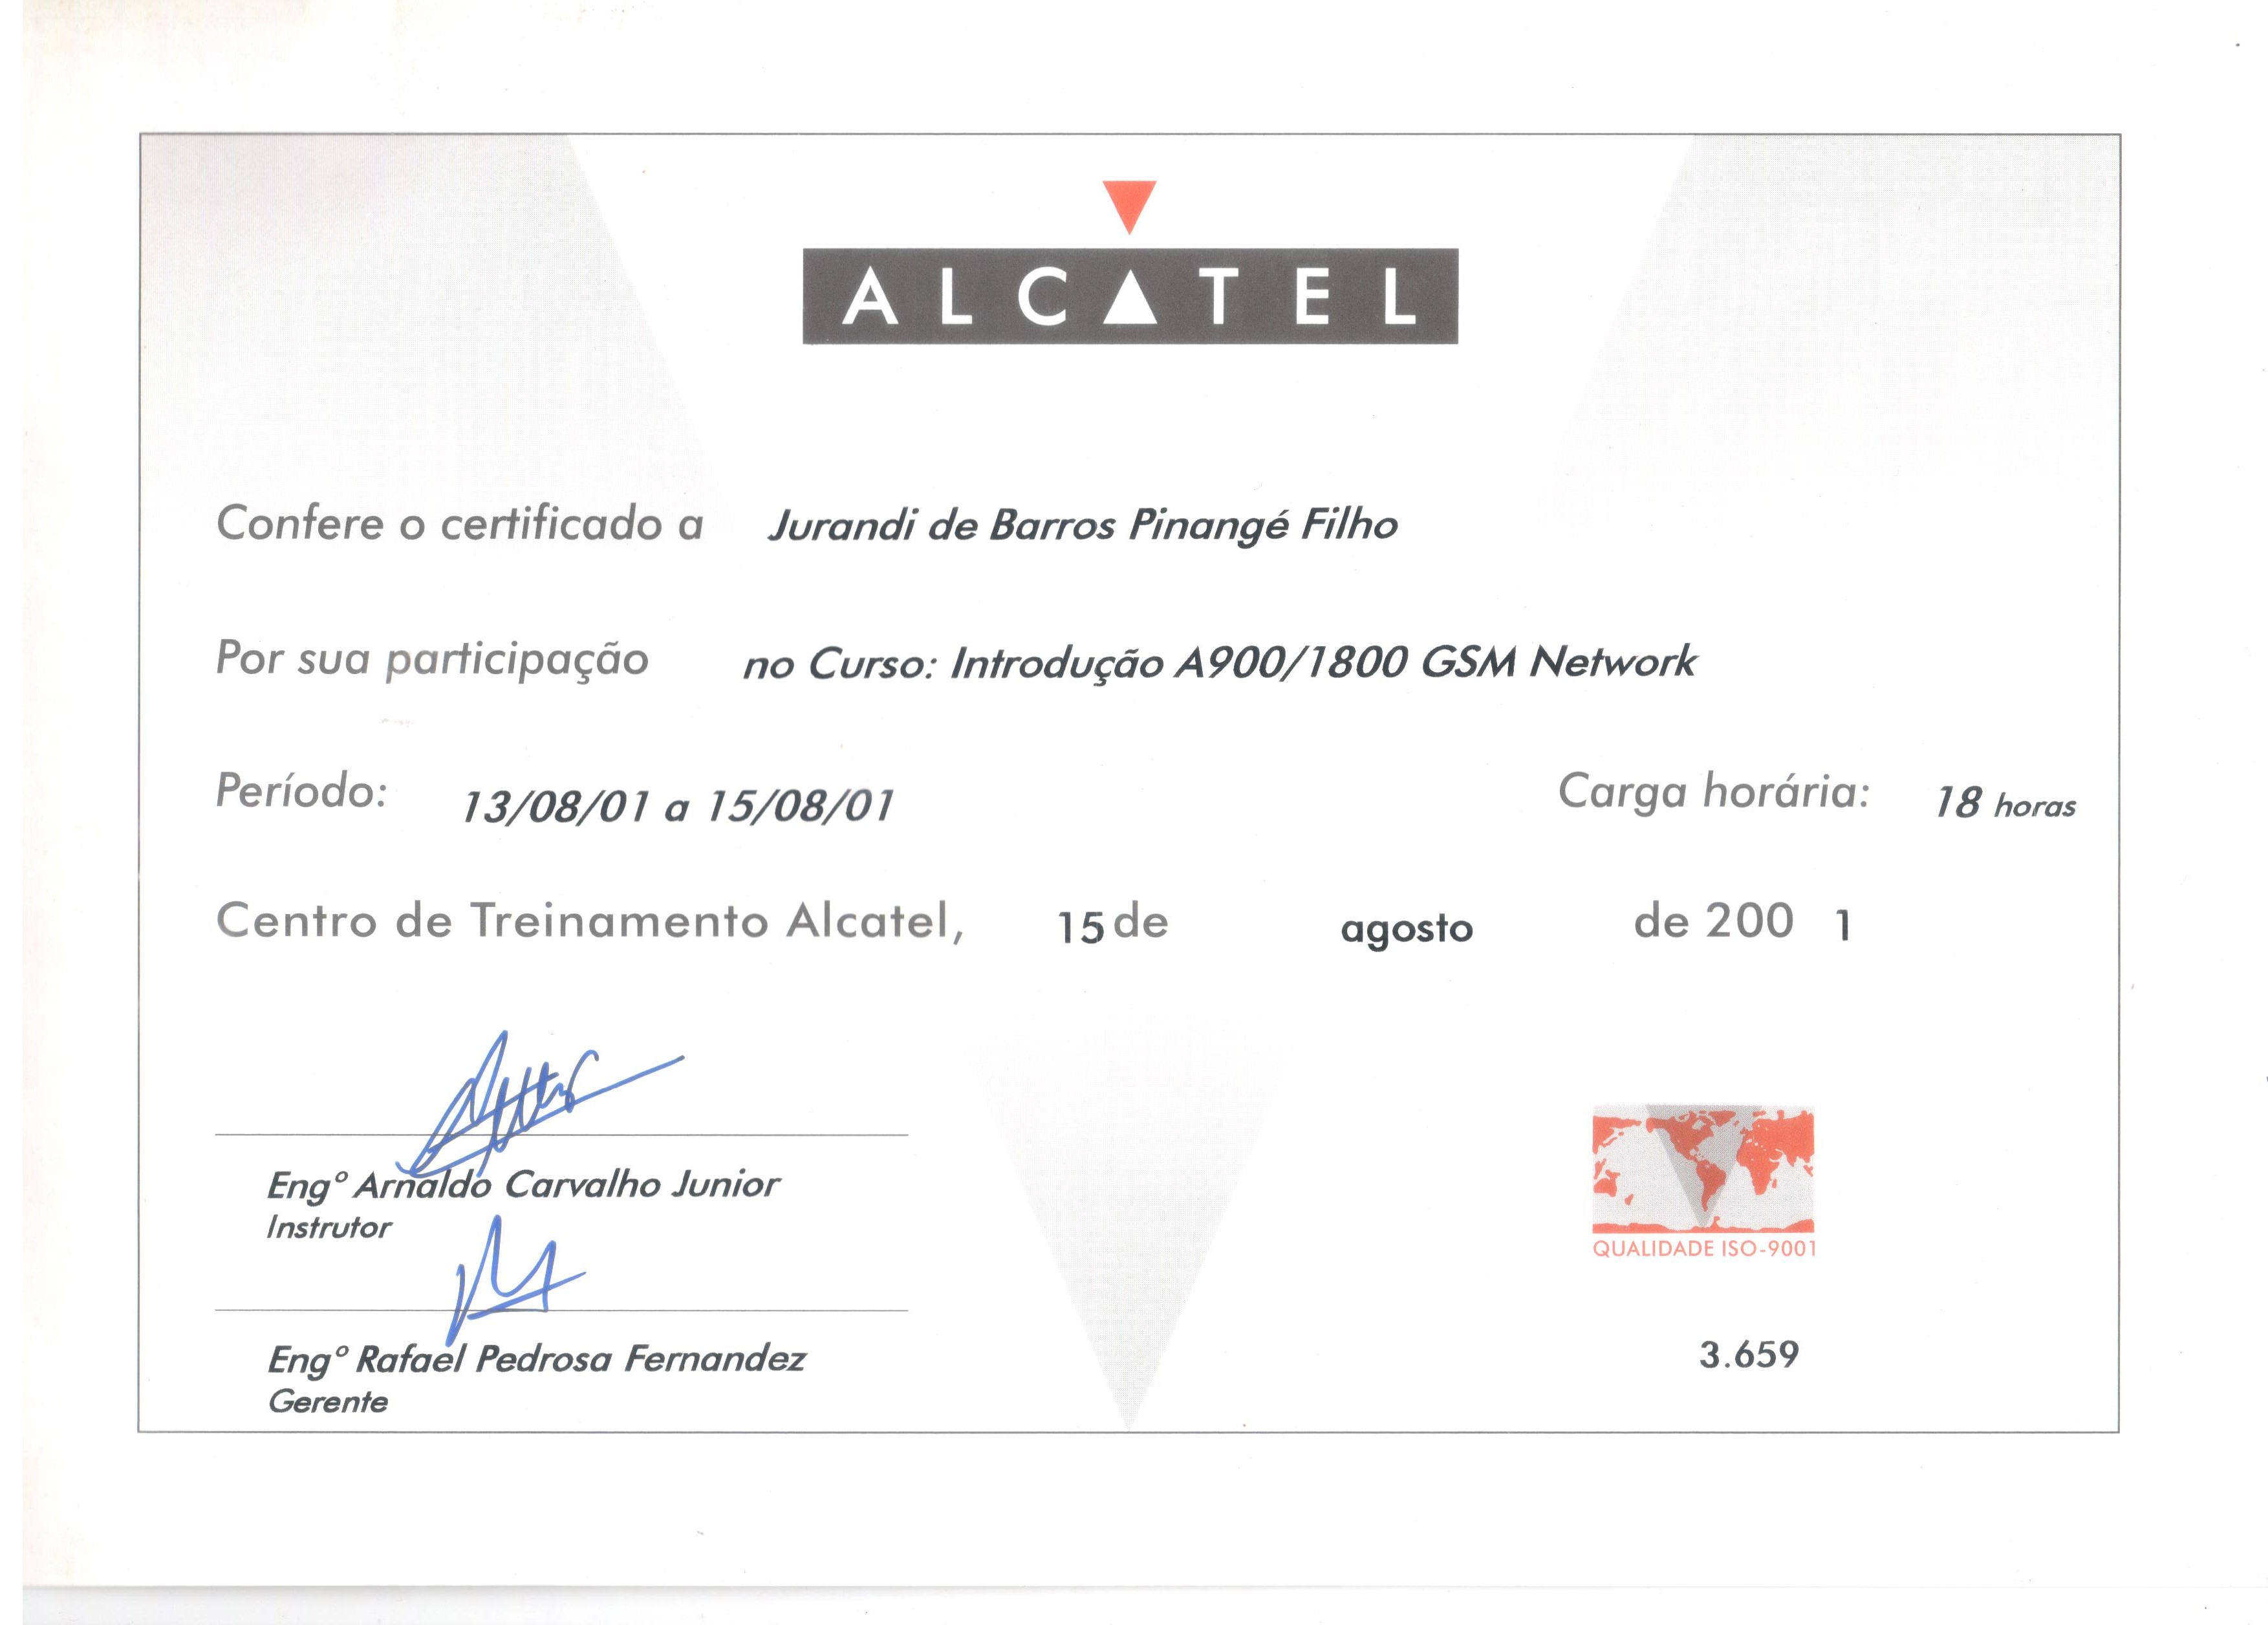 ALCATEL
Confere o certificado a Jurandi de Barros Pinangé Filho
Por sua participação no Curso: Introdução A900/1800 GSM Network
Período: 13/08/01 a 15/08/01 Carga horária: 18 horas
Centro de Treinamento Alcatel, 15 de agosto de 200 1
Engº Arnaldo Carvalho Junior
Instrutor
QUALIDADE ISO-9001
Engº Rafael Pedrosa Fernandez
3.659
Gerente